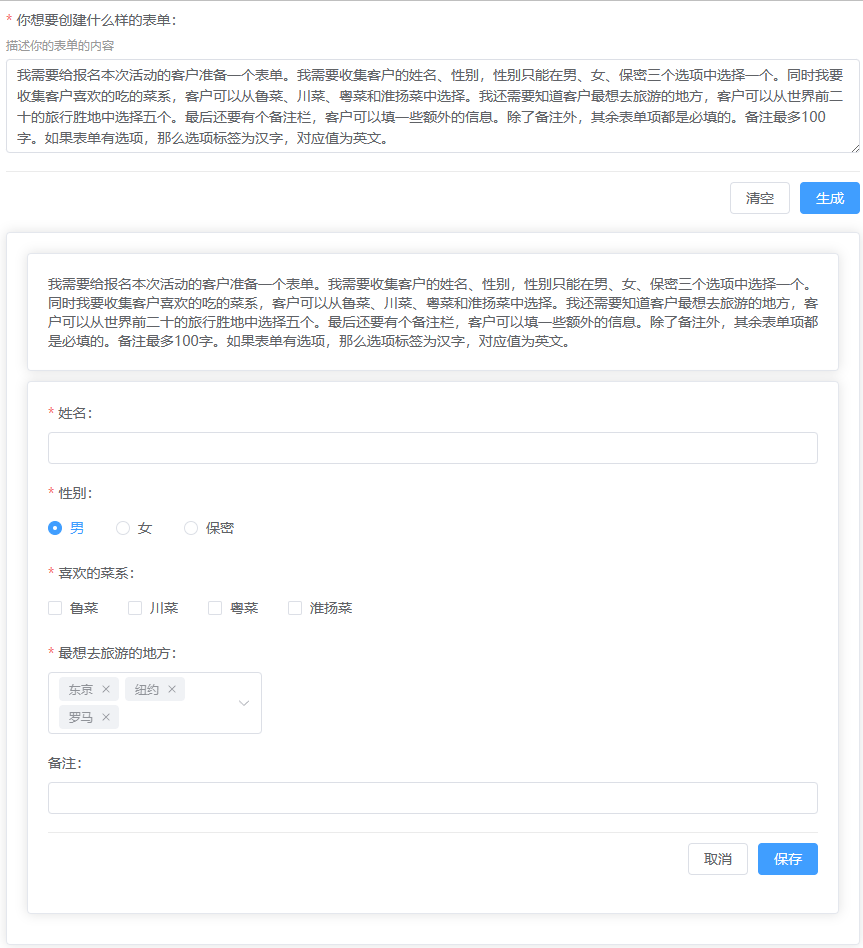 * 你想要创建什么样的表单：
描述你的表单的内容
我需要给报名本次活动的客户准备一个表单。我需要收集客户的姓名、性别，性别只能在男、女、保密三个选项中选择一个。同时我要
收集客户喜欢的吃的菜系，客户可以从鲁菜、川菜、粤菜和淮扬菜中选择。我还需要知道客户最想去旅游的地方，客户可以从世界前二
十的旅行胜地中选择五个。最后还要有个备注栏，客户可以填一些额外的信息。除了备注外，其余表单项都是必填的。备注最多100
字。如果表单有选项，那么选项标签为汉字，对应值为英文。
清空 生成
我需要给报名本次活动的客户准备一个表单。我需要收集客户的姓名、性别，性别只能在男、女、保密三个选项中选择一个。
同时我要收集客户喜欢的吃的菜系，客户可以从鲁菜、川菜、粤菜和淮扬菜中选择。我还需要知道客户最想去旅游的地方，客
户可以从世界前二十的旅行胜地中选择五个。最后还要有个备注栏，客户可以填一些额外的信息。除了备注外，其余表单项都
是必填的。备注最多100字。如果表单有选项，那么选项标签为汉字，对应值为英文。
* 姓名：
* 性别：
男 女 保密
* 喜欢的菜系：
鲁菜 川菜 粤菜 淮扬菜
* 最想去旅游的地方：
东京 × 纽约 ×
罗马 ×
备注：
取消 保存